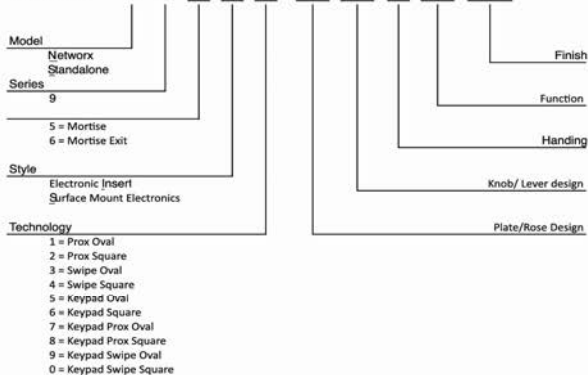 Model
Networx
Standalone
Series
9
5 = Mortise
6 = Mortise Exit
Style
Electronic Insert
Surface Mount Electronics
Technology
1 = Prox Oval
2 = Prox Square
3 = Swipe Oval
4 = Swipe Square
5 = Keypad Oval
6 = Keypad Square
7 = Keypad Prox Oval
8 = Keypad Prox Square
9 = Keypad Swipe Oval
0 = Keypad Swipe Square
Finish
Function
Handing
Knob/ Lever design
Plate/Rose Design